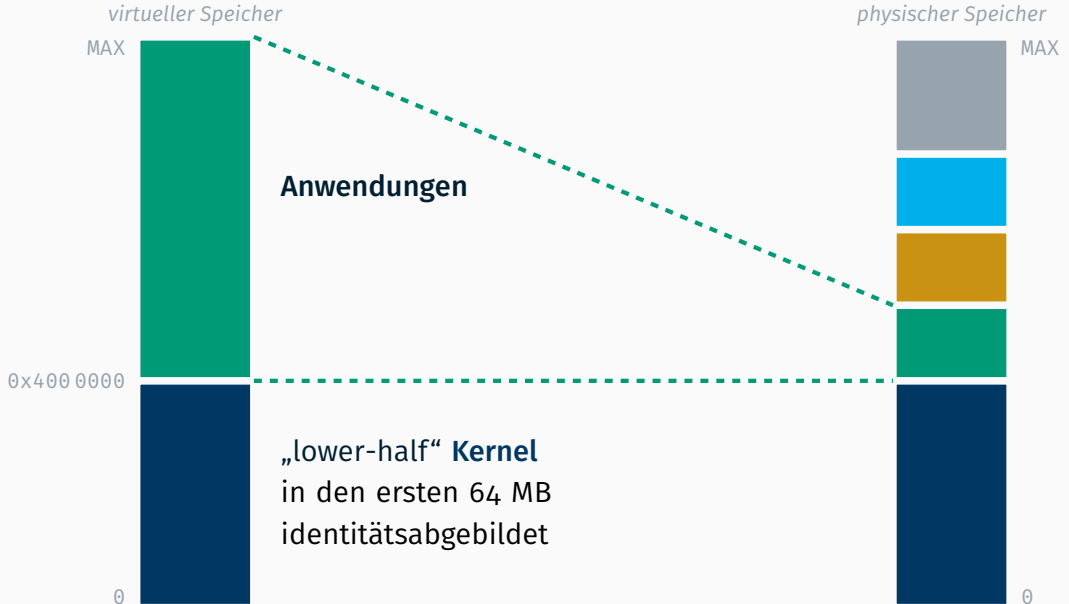 virtueller Speicher
physischer Speicher
MAX
MAX
Anwendungen
0x400 0000
„lower-half“ Kernel
in den ersten 64 MB
identitätsabgebildet
0
0